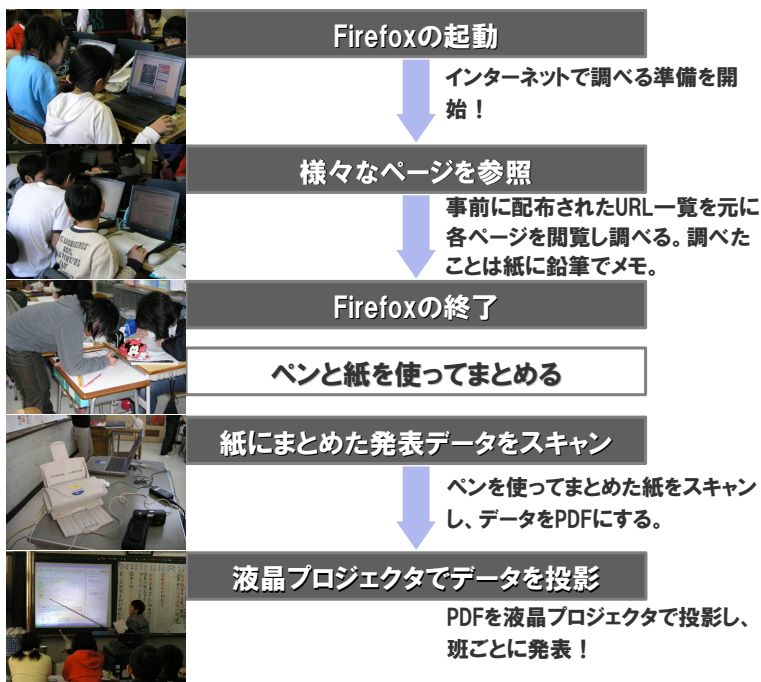 Firefoxの起動
インターネットで調べる準備を開
始！
様々なページを参照
事前に配布されたURL一覧を元に
各ページを閲覧し調べる。調べた
ことは紙に鉛筆でメモ。
Firefoxの終了
ペンと紙を使ってまとめる
紙にまとめた発表データをスキャン
ペンを使ってまとめた紙をスキャン
し、データをPDFにする。
液晶プロジェクタでデータを投影
PDFを液晶プロジェクタで投影し、
班ごとに発表！